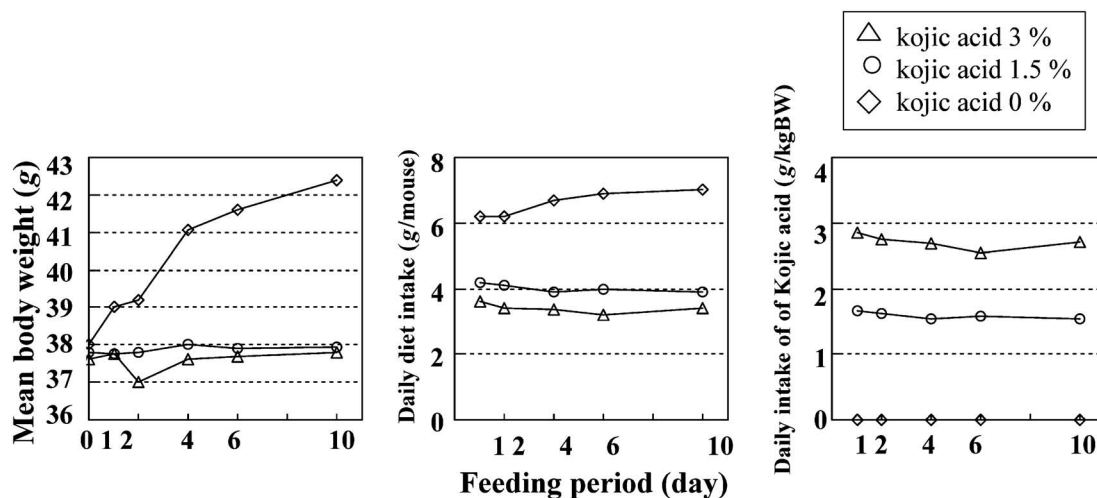 kojic acid 3 %
kojic acid 1.5 %
kojic acid 0 %
Mean body weight (g)
43
42
41
40
39
38
37
36
0 1 2 4 6 10
Daily diet intake (g/mouse)
8
6
4
2
0
1 2 4 6 10
Daily intake of of Kojic acid (g/kgBW)
4
3
2
1
0
1 2 4 6 10
Feeding period (day)